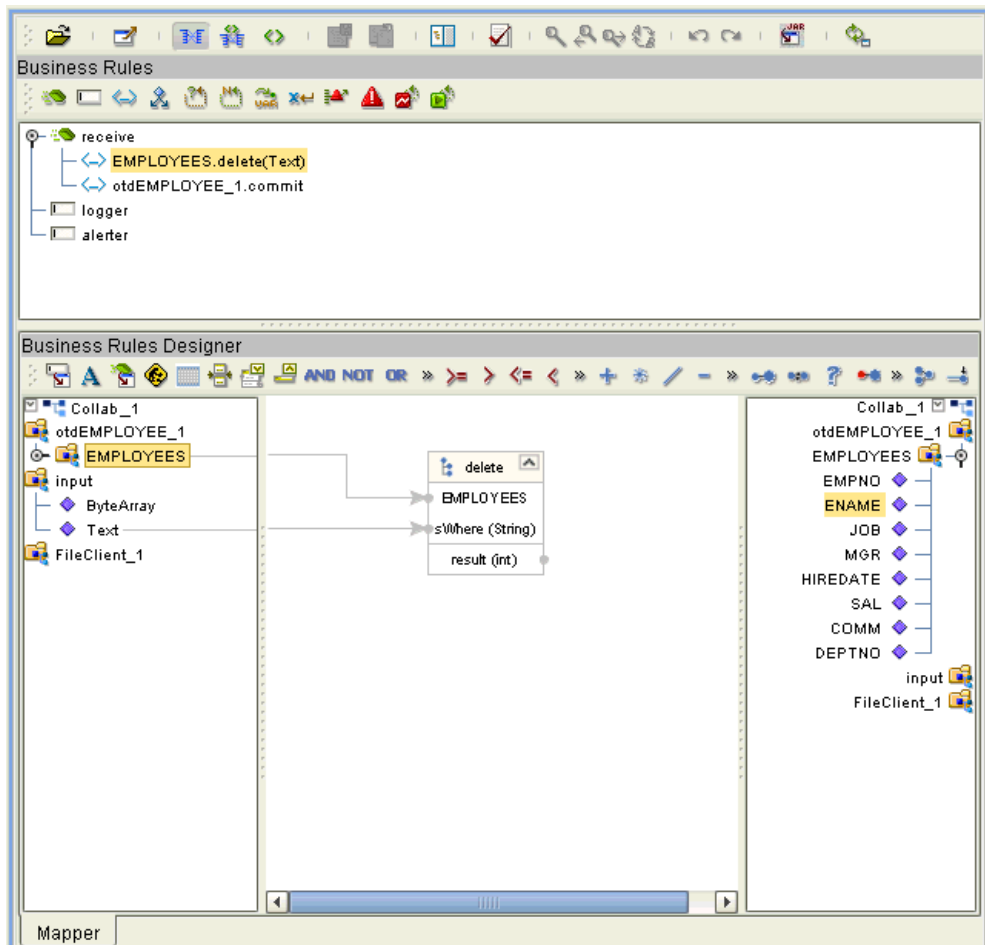 JAR
Business Rules
receive
EMPLOYEES.delete(Text)
otdEMPLOYEE_1.commit
logger
alerter
Business Rules Designer
A AND NOT OR » >= > <= < » + / - » ? » 
Collab_1
otdEMPLOYEE_1
EMPLOYEES
input
ByteArray
Text
FileClient_1
delete
EMPLOYEES
sWhere (String)
result (int)
Collab_1
otdEMPLOYEE_1
EMPLOYEES
EMPNO
ENAME
JOB
MGR
HIREDATE
SAL
COMM
DEPTNO
input
FileClient_1
Mapper